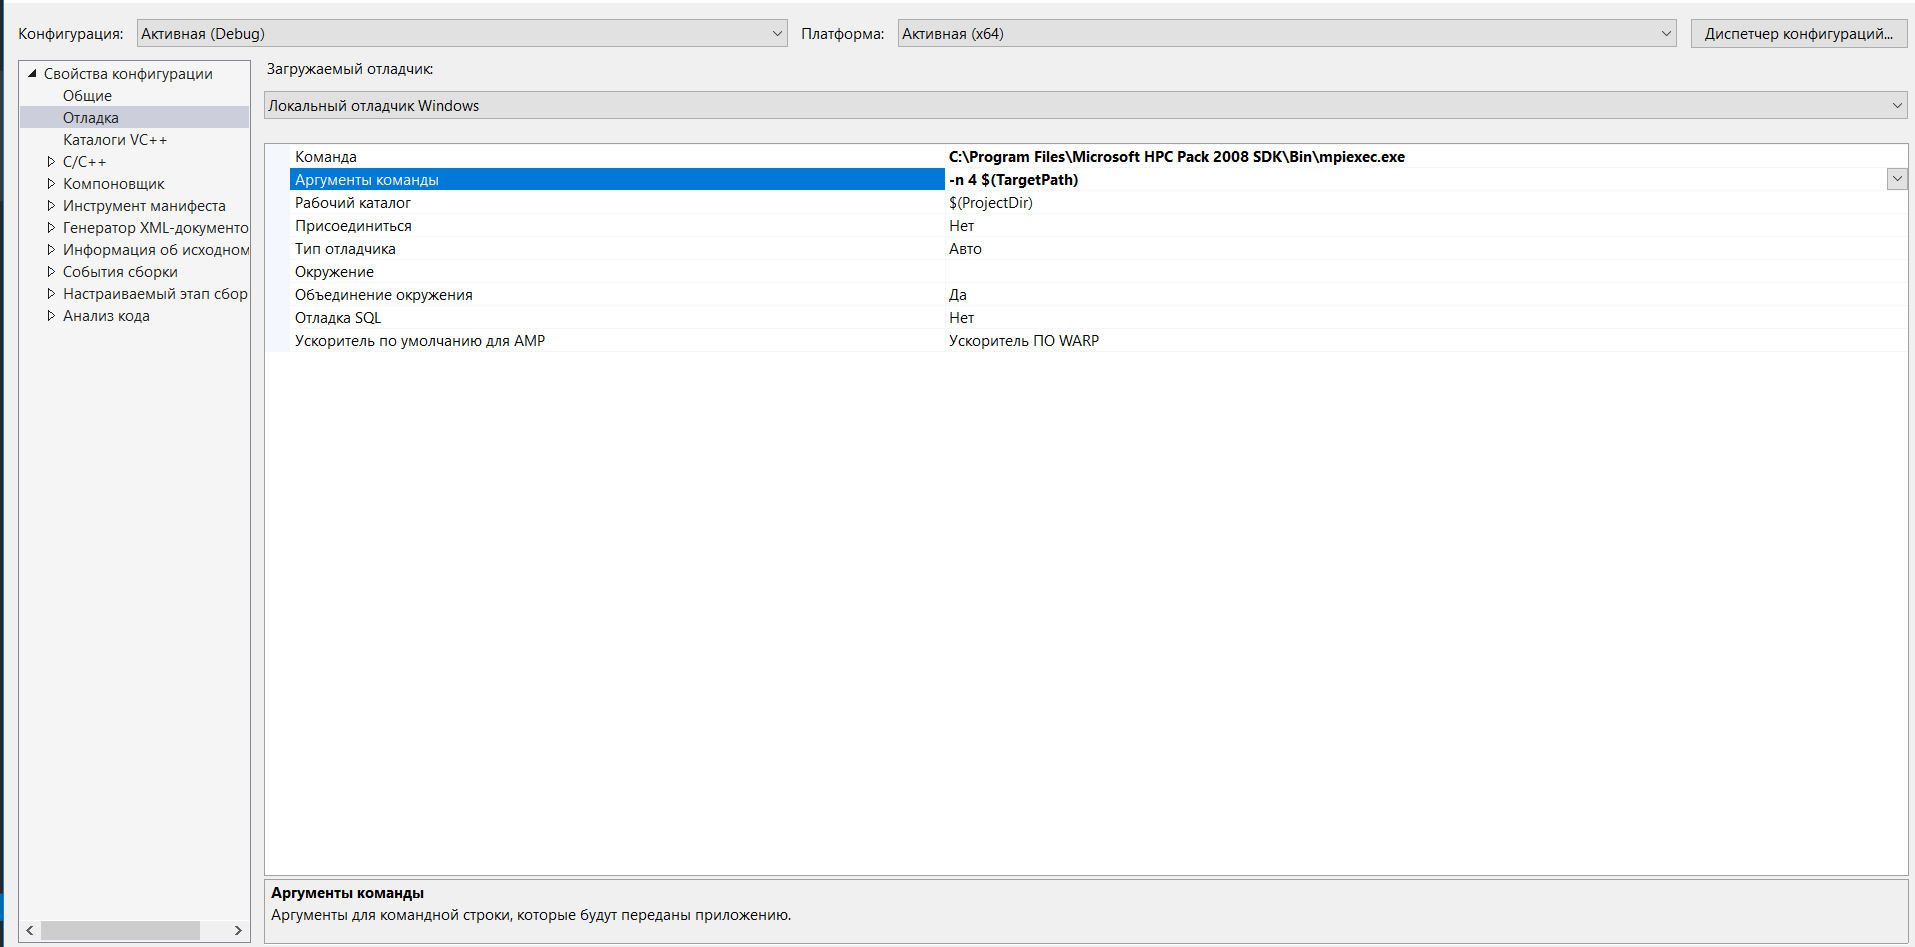 Конфигурация: Активная (Debug) Платформа: Активная (x64) Диспетчер конфигураций...
Свойства конфигурации
Общие
Отладка
Каталоги VC++
C/C++
Компоновщик
Инструмент манифеста
Генератор XML-документо
Информация об исходном
События сборки
Настраиваемый этап сбор
Анализ кода
Загружаемый отладчик:
Локальный отладчик Windows
Команда C:\Program Files\Microsoft HPC Pack 2008 SDK\Bin\mpiexec.exe
Аргументы команды -n 4 $(TargetPath)
Рабочий каталог $(ProjectDir)
Присоединиться Нет
Тип отладчика Авто
Окружение
Объединение окружения Да
Отладка SQL Нет
Ускоритель по умолчанию для AMP Ускоритель ПО WARP
Аргументы команды
Аргументы для командной строки, которые будут переданы приложению.